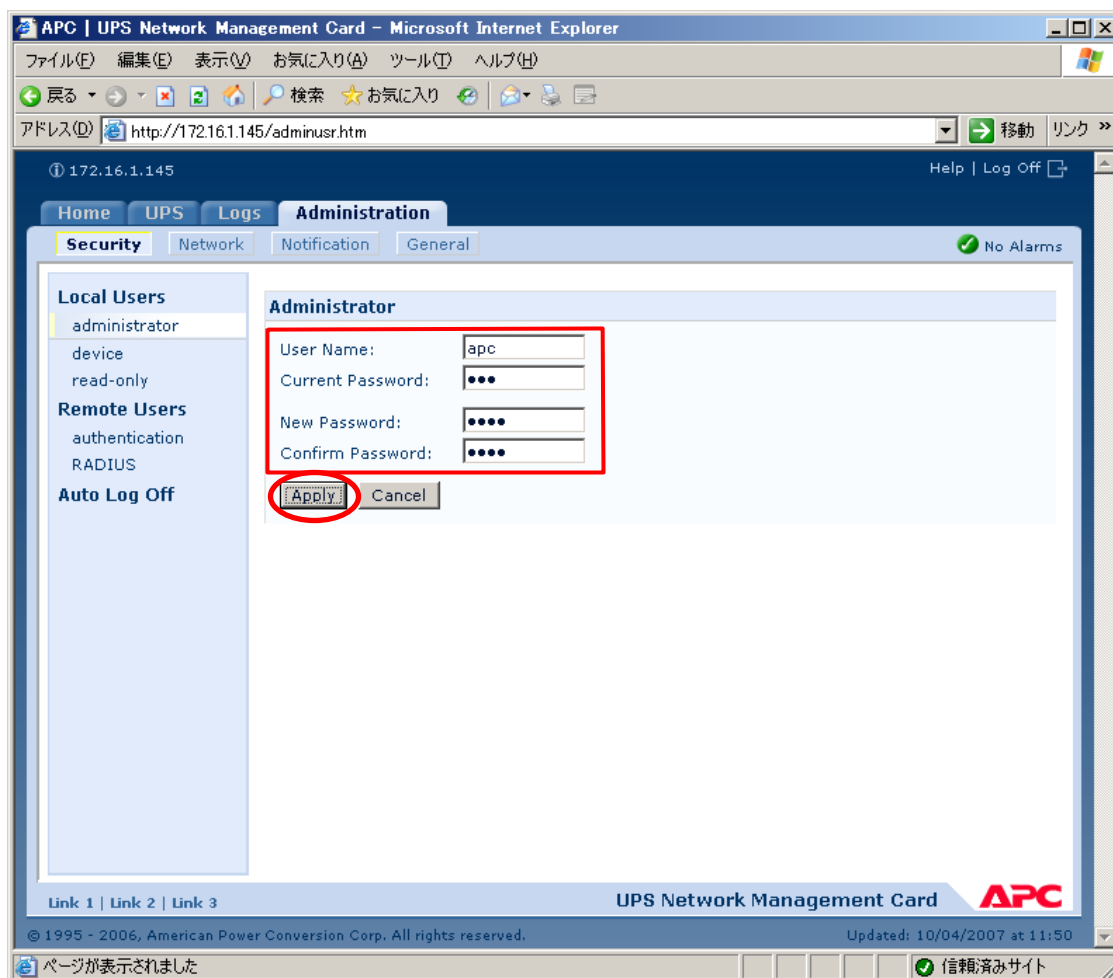 APC | UPS Network Management Card - Microsoft Internet Explorer
ファイル(F) 編集(E) 表示(V) お気に入り(A) ツール(T) ヘルプ(H)
戻る 検索 お気に入り
アドレス(D) http://172.16.1.145/adminusr.htm 移動 リンク »
172.16.1.145 Help | Log Off
Home UPS Logs Administration
Security Network Notification General No Alarms
Local Users
administrator
device
read-only
Remote Users
authentication
RADIUS
Auto Log Off
Administrator
User Name: apc
Current Password: •••
New Password: ••••
Confirm Password: ••••
Apply Cancel
Link 1 | Link 2 | Link 3 UPS Network Management Card APC
© 1995 - 2006, American Power Conversion Corp. All rights reserved. Updated: 10/04/2007 at 11:50
ページが表示されました 信頼済みサイト